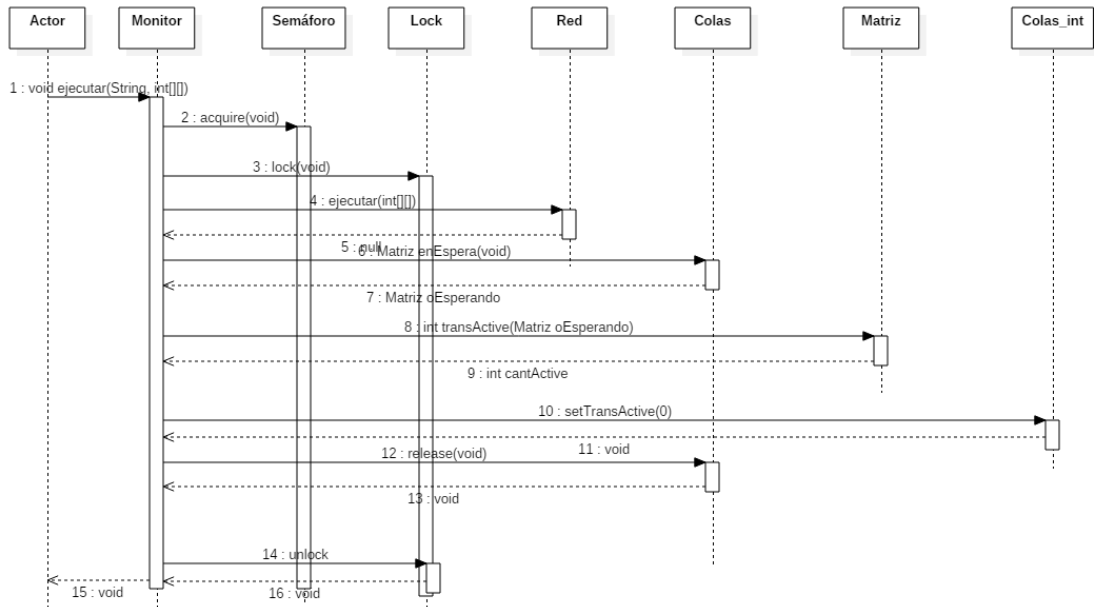 Actor
Monitor
Semáforo
Lock
Red
Colas
Matriz
Colas_int
1 : void ejecutar(String, int[][])
2 : acquire(void)
3 : lock(void)
4 : ejecutar(int[][])
5 : null
6 : Matriz enEspera(void)
7 : Matriz oEsperando
8 : int transActive(Matriz oEsperando)
9 : int cantActive
10 : setTransActive(0)
11 : void
12 : release(void)
13 : void
14 : unlock
15 : void
16 : void